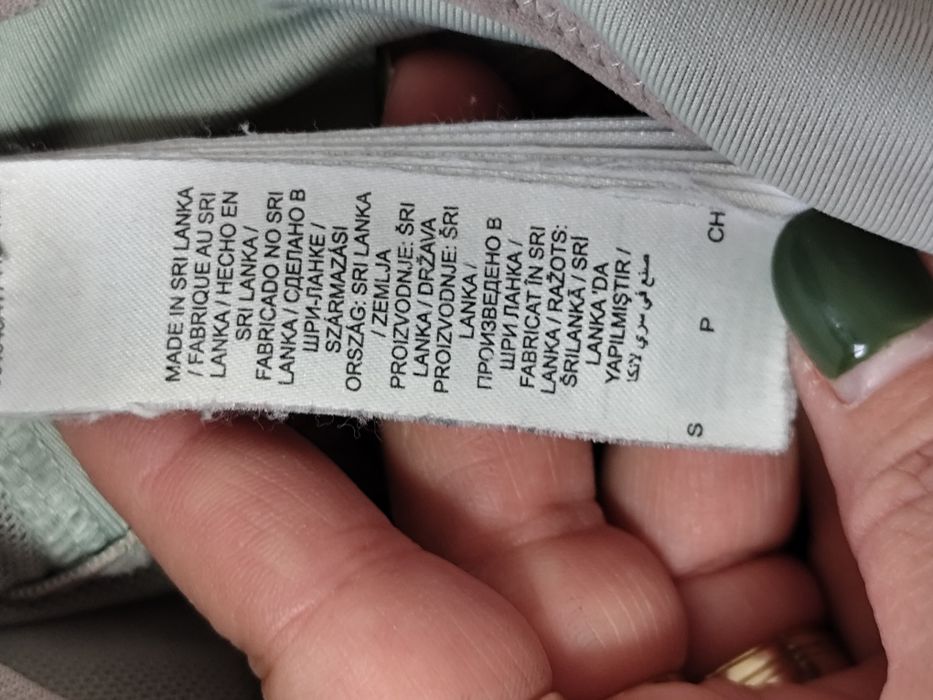 MADE IN SRI LANKA
/ FABRIQUE AU SRI
LANKA / HECHO EN
SRI LANKA /
FABRICADO NO SRI
LANKA / СДЕЛАНО В
ШРИ-ЛАНКЕ /
SZÁRMAZÁSI
ORSZÁG: SRI LANKA
/ ZEMLJA
PROIZVODNJE: ŠRI
LANKA / DRŽAVA
PROIZVODNJE: ŠRI
LANKA /
ПРОИЗВЕДЕНО В
ШРИ ЛАНКА /
FABRICAT ÎN SRI
LANKA / RAŽOTS:
ŠRILANKĀ / SRİ
LANKA 'DA
YAPILMIŞTIR /
صنع في سري لانكا
S P CH